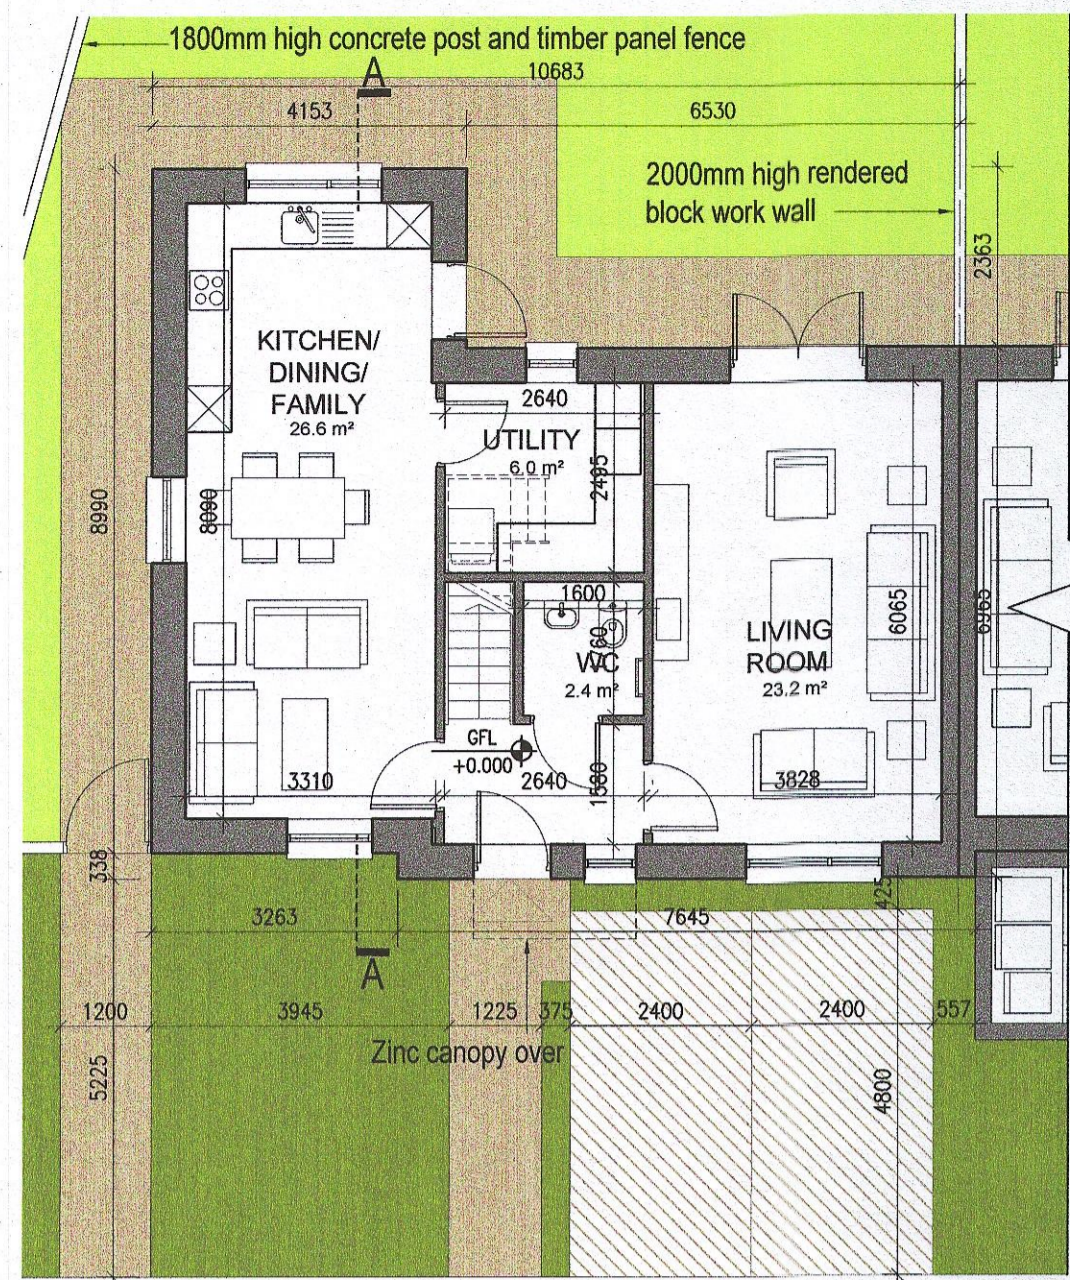 1800mm high concrete post and timber panel fence
10683
A
4153
6530
2000mm high rendered
block work wall
2363
KITCHEN/
DINING/
FAMILY
26.6 m²
2640
UTILITY
6.0 m²
2495
8990
8090
1600
1760
WC
2.4 m²
6065
6965
LIVING
ROOM
23.2 m²
GFL
+0.000
3310
2640
1580
3828
338
425
3263
7645
A
1200
3945
1225
375
2400
2400
557
Zinc canopy over
5225
4800